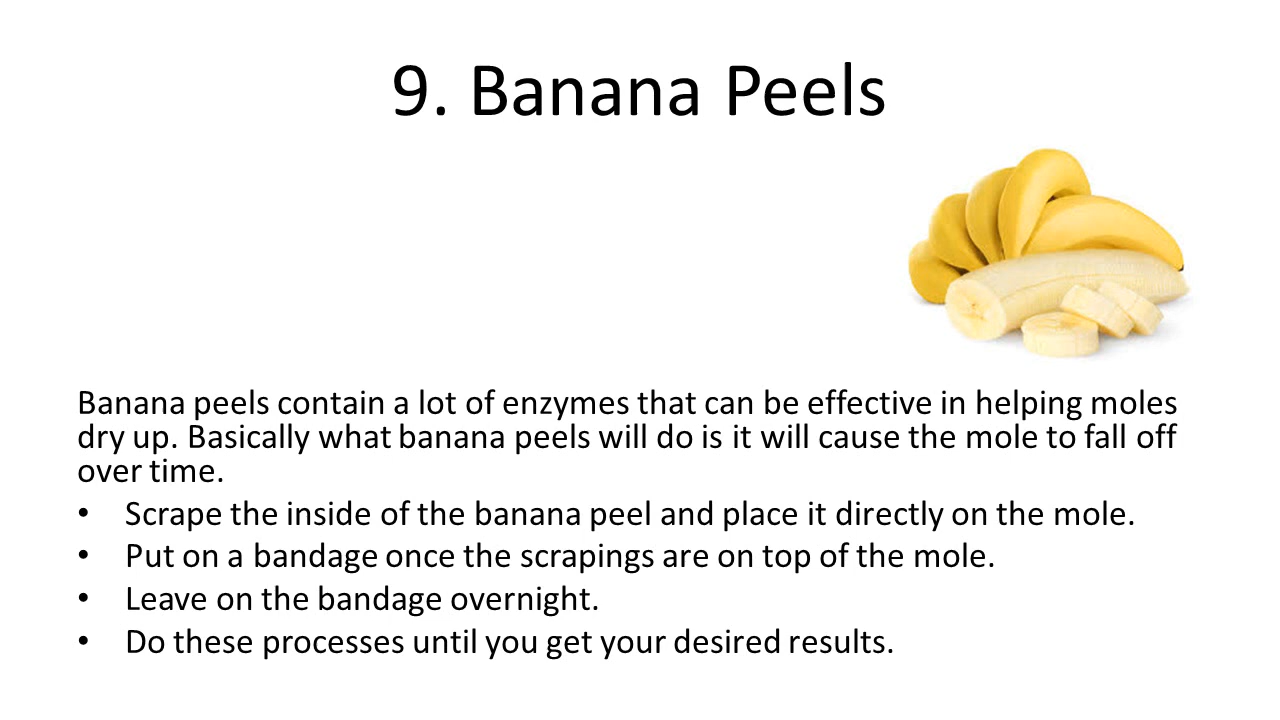 9. Banana Peels
Banana peels contain a lot of enzymes that can be effective in helping moles
dry up. Basically what banana peels will do is it will cause the mole to fall off
over time.
• Scrape the inside of the banana peel and place it directly on the mole.
• Put on a bandage once the scrapings are on top of the mole.
• Leave on the bandage overnight.
• Do these processes until you get your desired results.